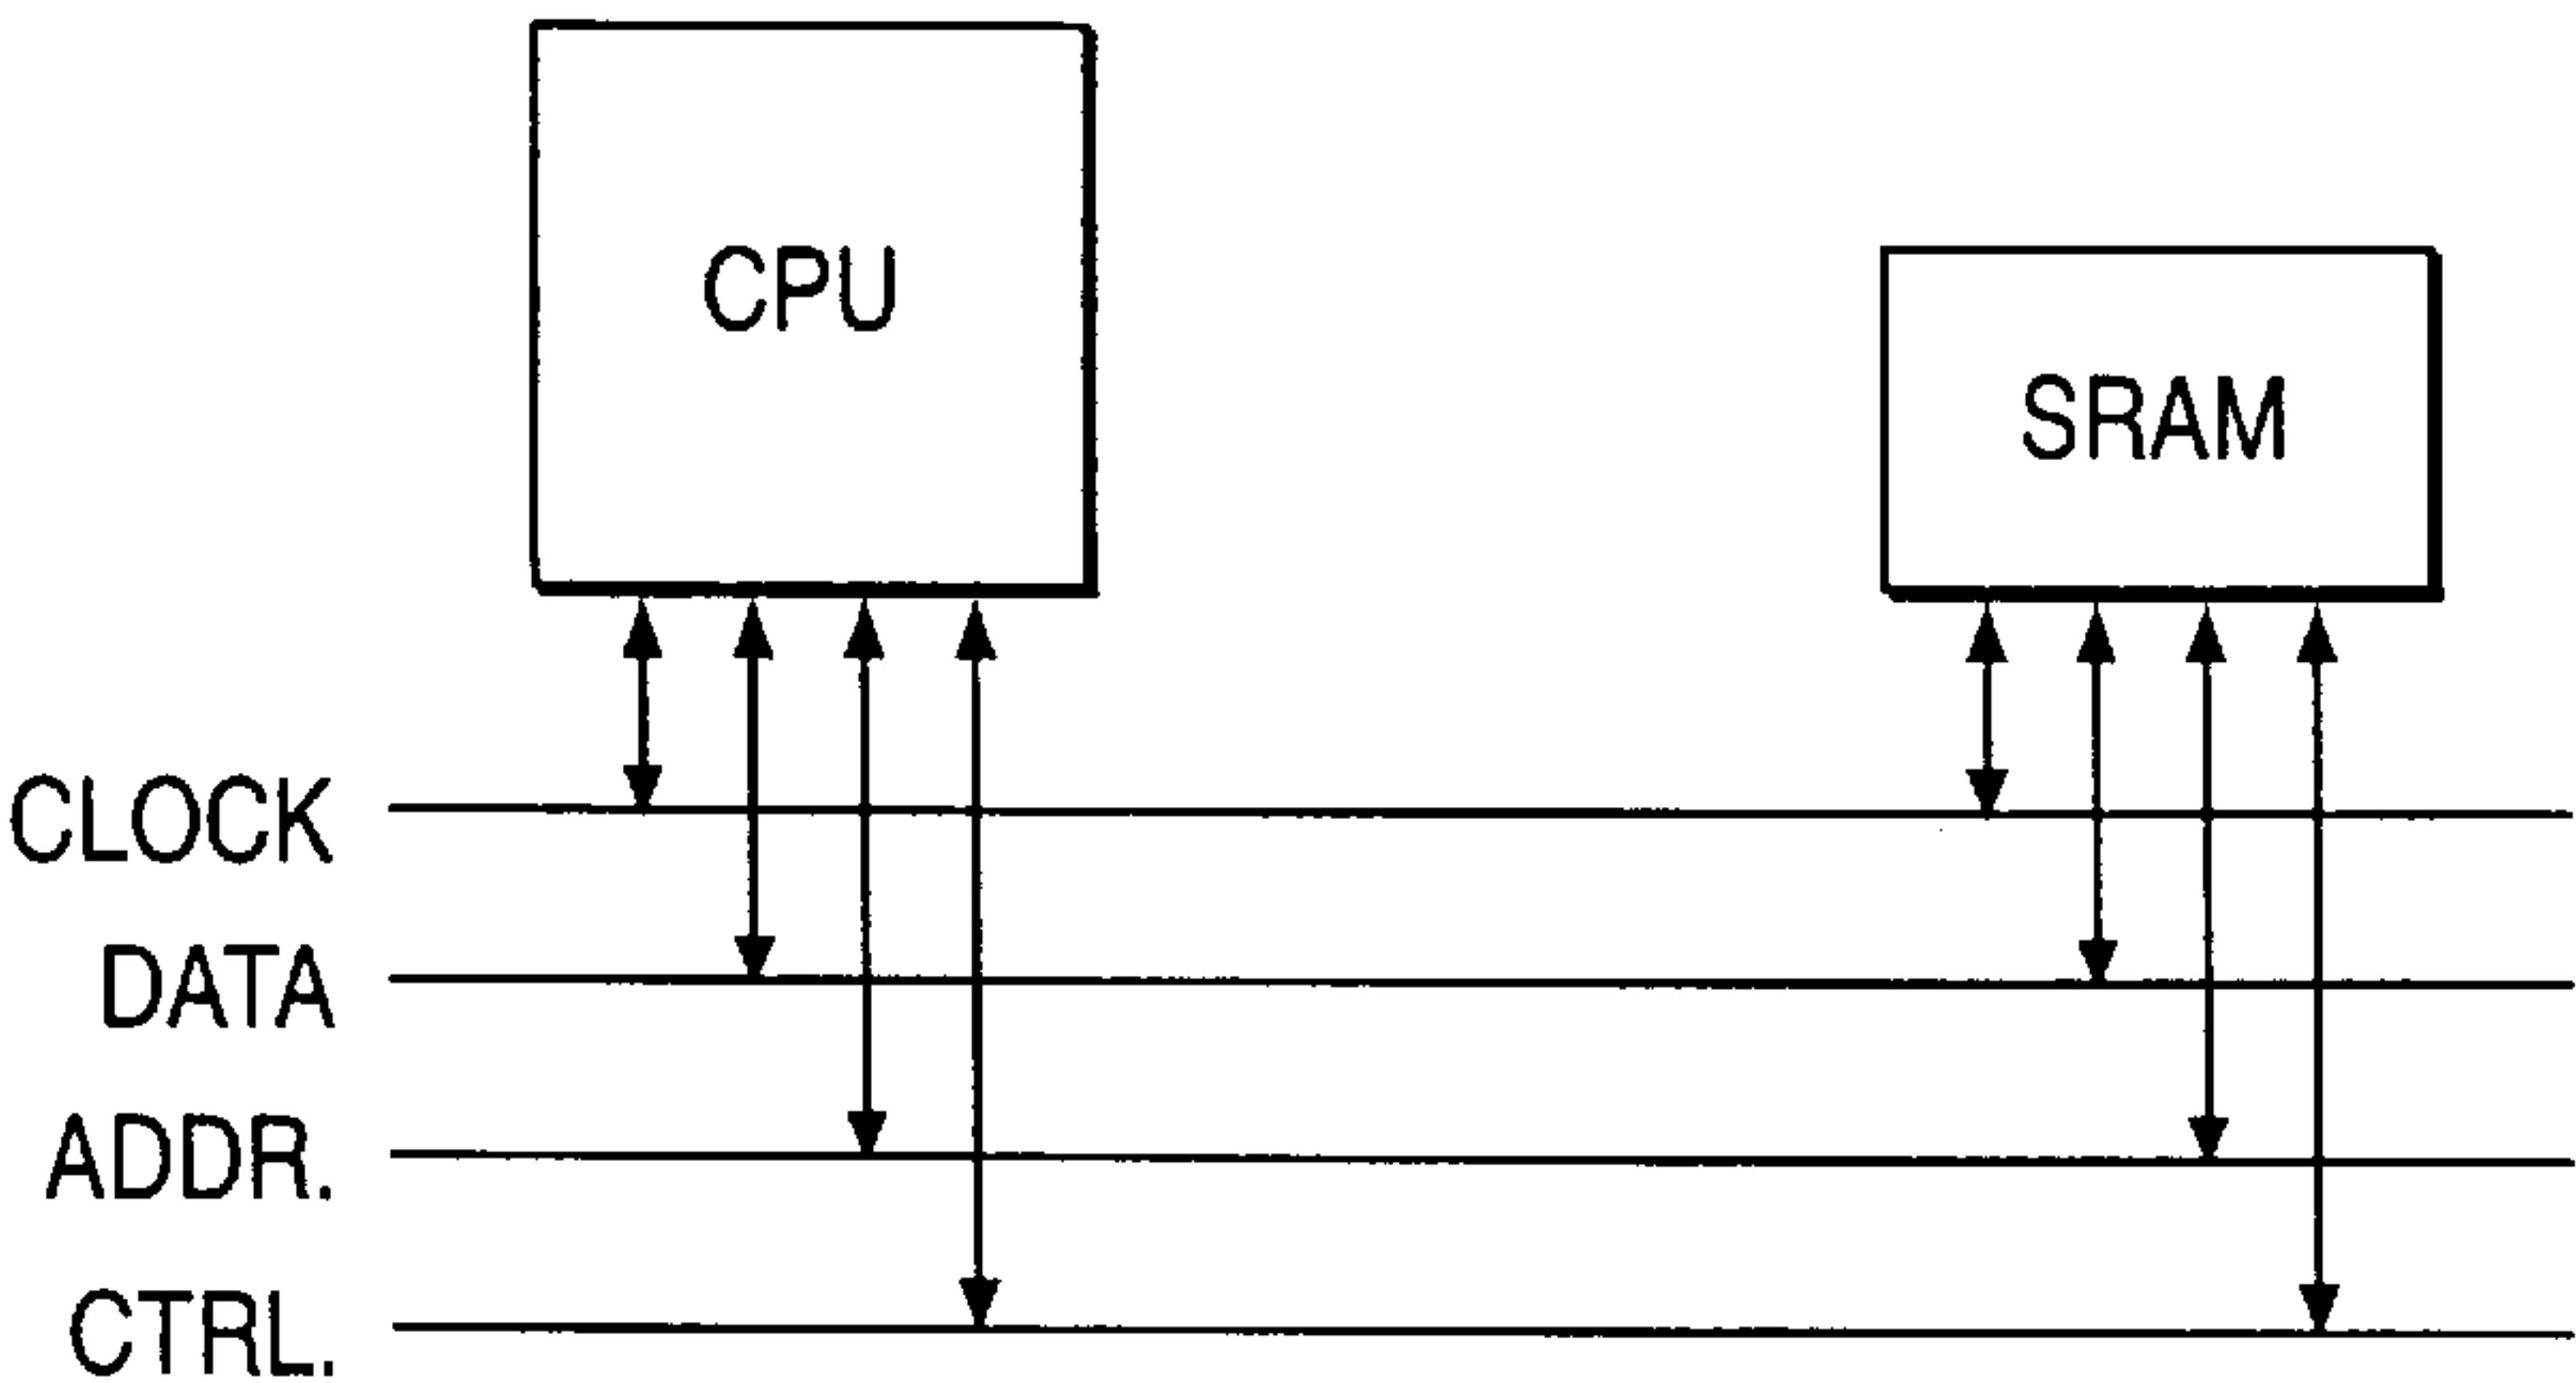 CPU
SRAM
CLOCK
DATA
ADDR.
CTRL.